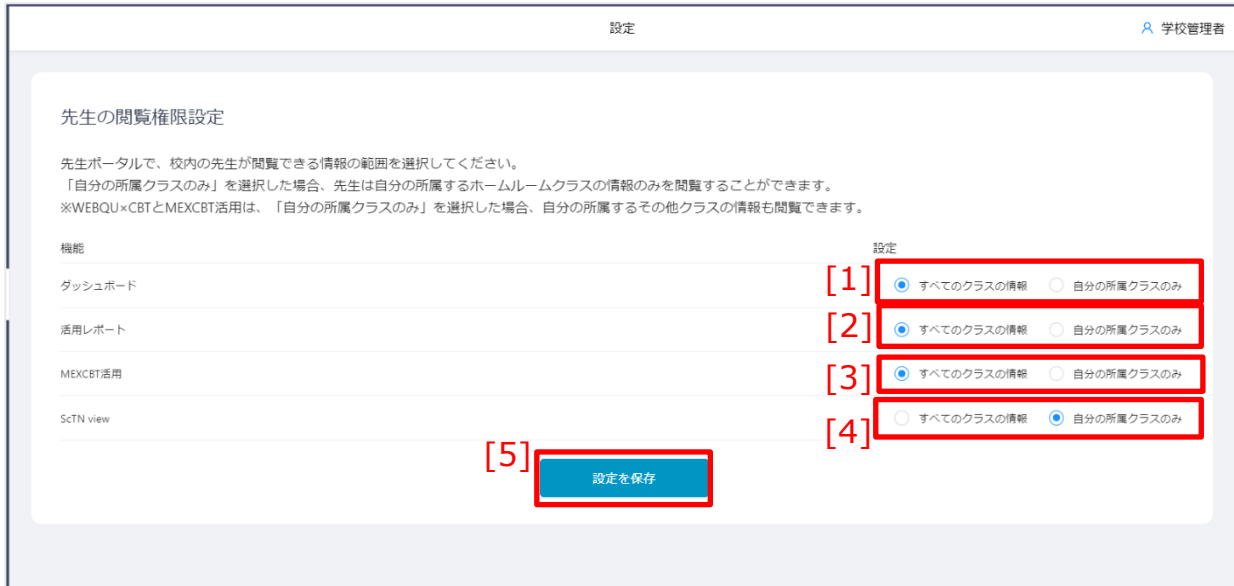 設定
学校管理者
先生の閲覧権限設定
先生ポータルで、校内の先生が閲覧できる情報の範囲を選択してください。
「自分の所属クラスのみ」を選択した場合、先生は自分の所属するホームルームクラスの情報のみを閲覧することができます。
※WEBQU×CBTとMEXCBT活用は、「自分の所属クラスのみ」を選択した場合、自分の所属するその他クラスの情報も閲覧できます。
機能 設定
ダッシュボード [1] すべてのクラスの情報 自分の所属クラスのみ
活用レポート [2] すべてのクラスの情報 自分の所属クラスのみ
MEXCBT活用 [3] すべてのクラスの情報 自分の所属クラスのみ
ScTN view [4] すべてのクラスの情報 自分の所属クラスのみ
[5] 設定を保存